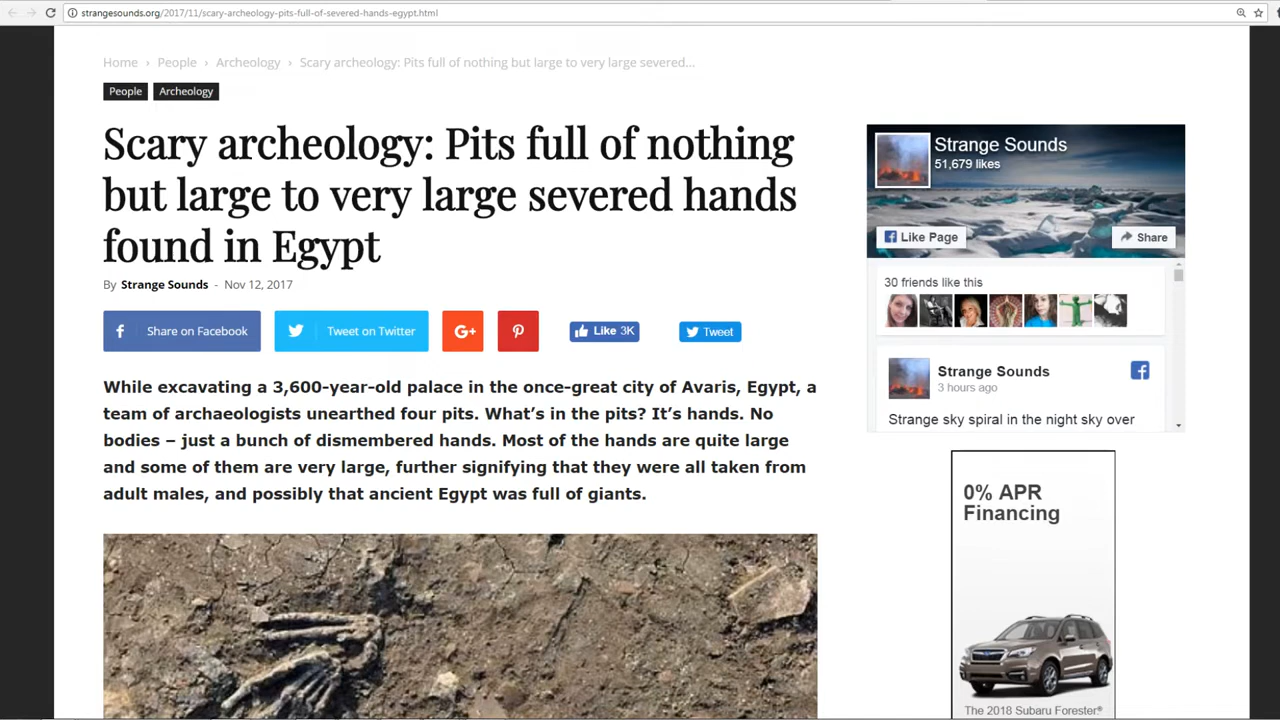 strangesounds.org/2017/11/scary-archeology-pits-full-of-severed-hands-egypt.html
Home › People › Archeology › Scary archeology: Pits full of nothing but large to very large severed...
People Archeology
Scary archeology: Pits full of nothing
but large to very large severed hands
found in Egypt
By Strange Sounds - Nov 12, 2017
Share on Facebook Tweet on Twitter G+ Like 3K Tweet
While excavating a 3,600-year-old palace in the once-great city of Avaris, Egypt, a
team of archaeologists unearthed four pits. What’s in the pits? It’s hands. No
bodies – just a bunch of dismembered hands. Most of the hands are quite large
and some of them are very large, further signifying that they were all taken from
adult males, and possibly that ancient Egypt was full of giants.
Strange Sounds
51,679 likes
Like Page Share
30 friends like this
Strange Sounds
3 hours ago
Strange sky spiral in the night sky over
0% APR
Financing
The 2018 Subaru Forester®